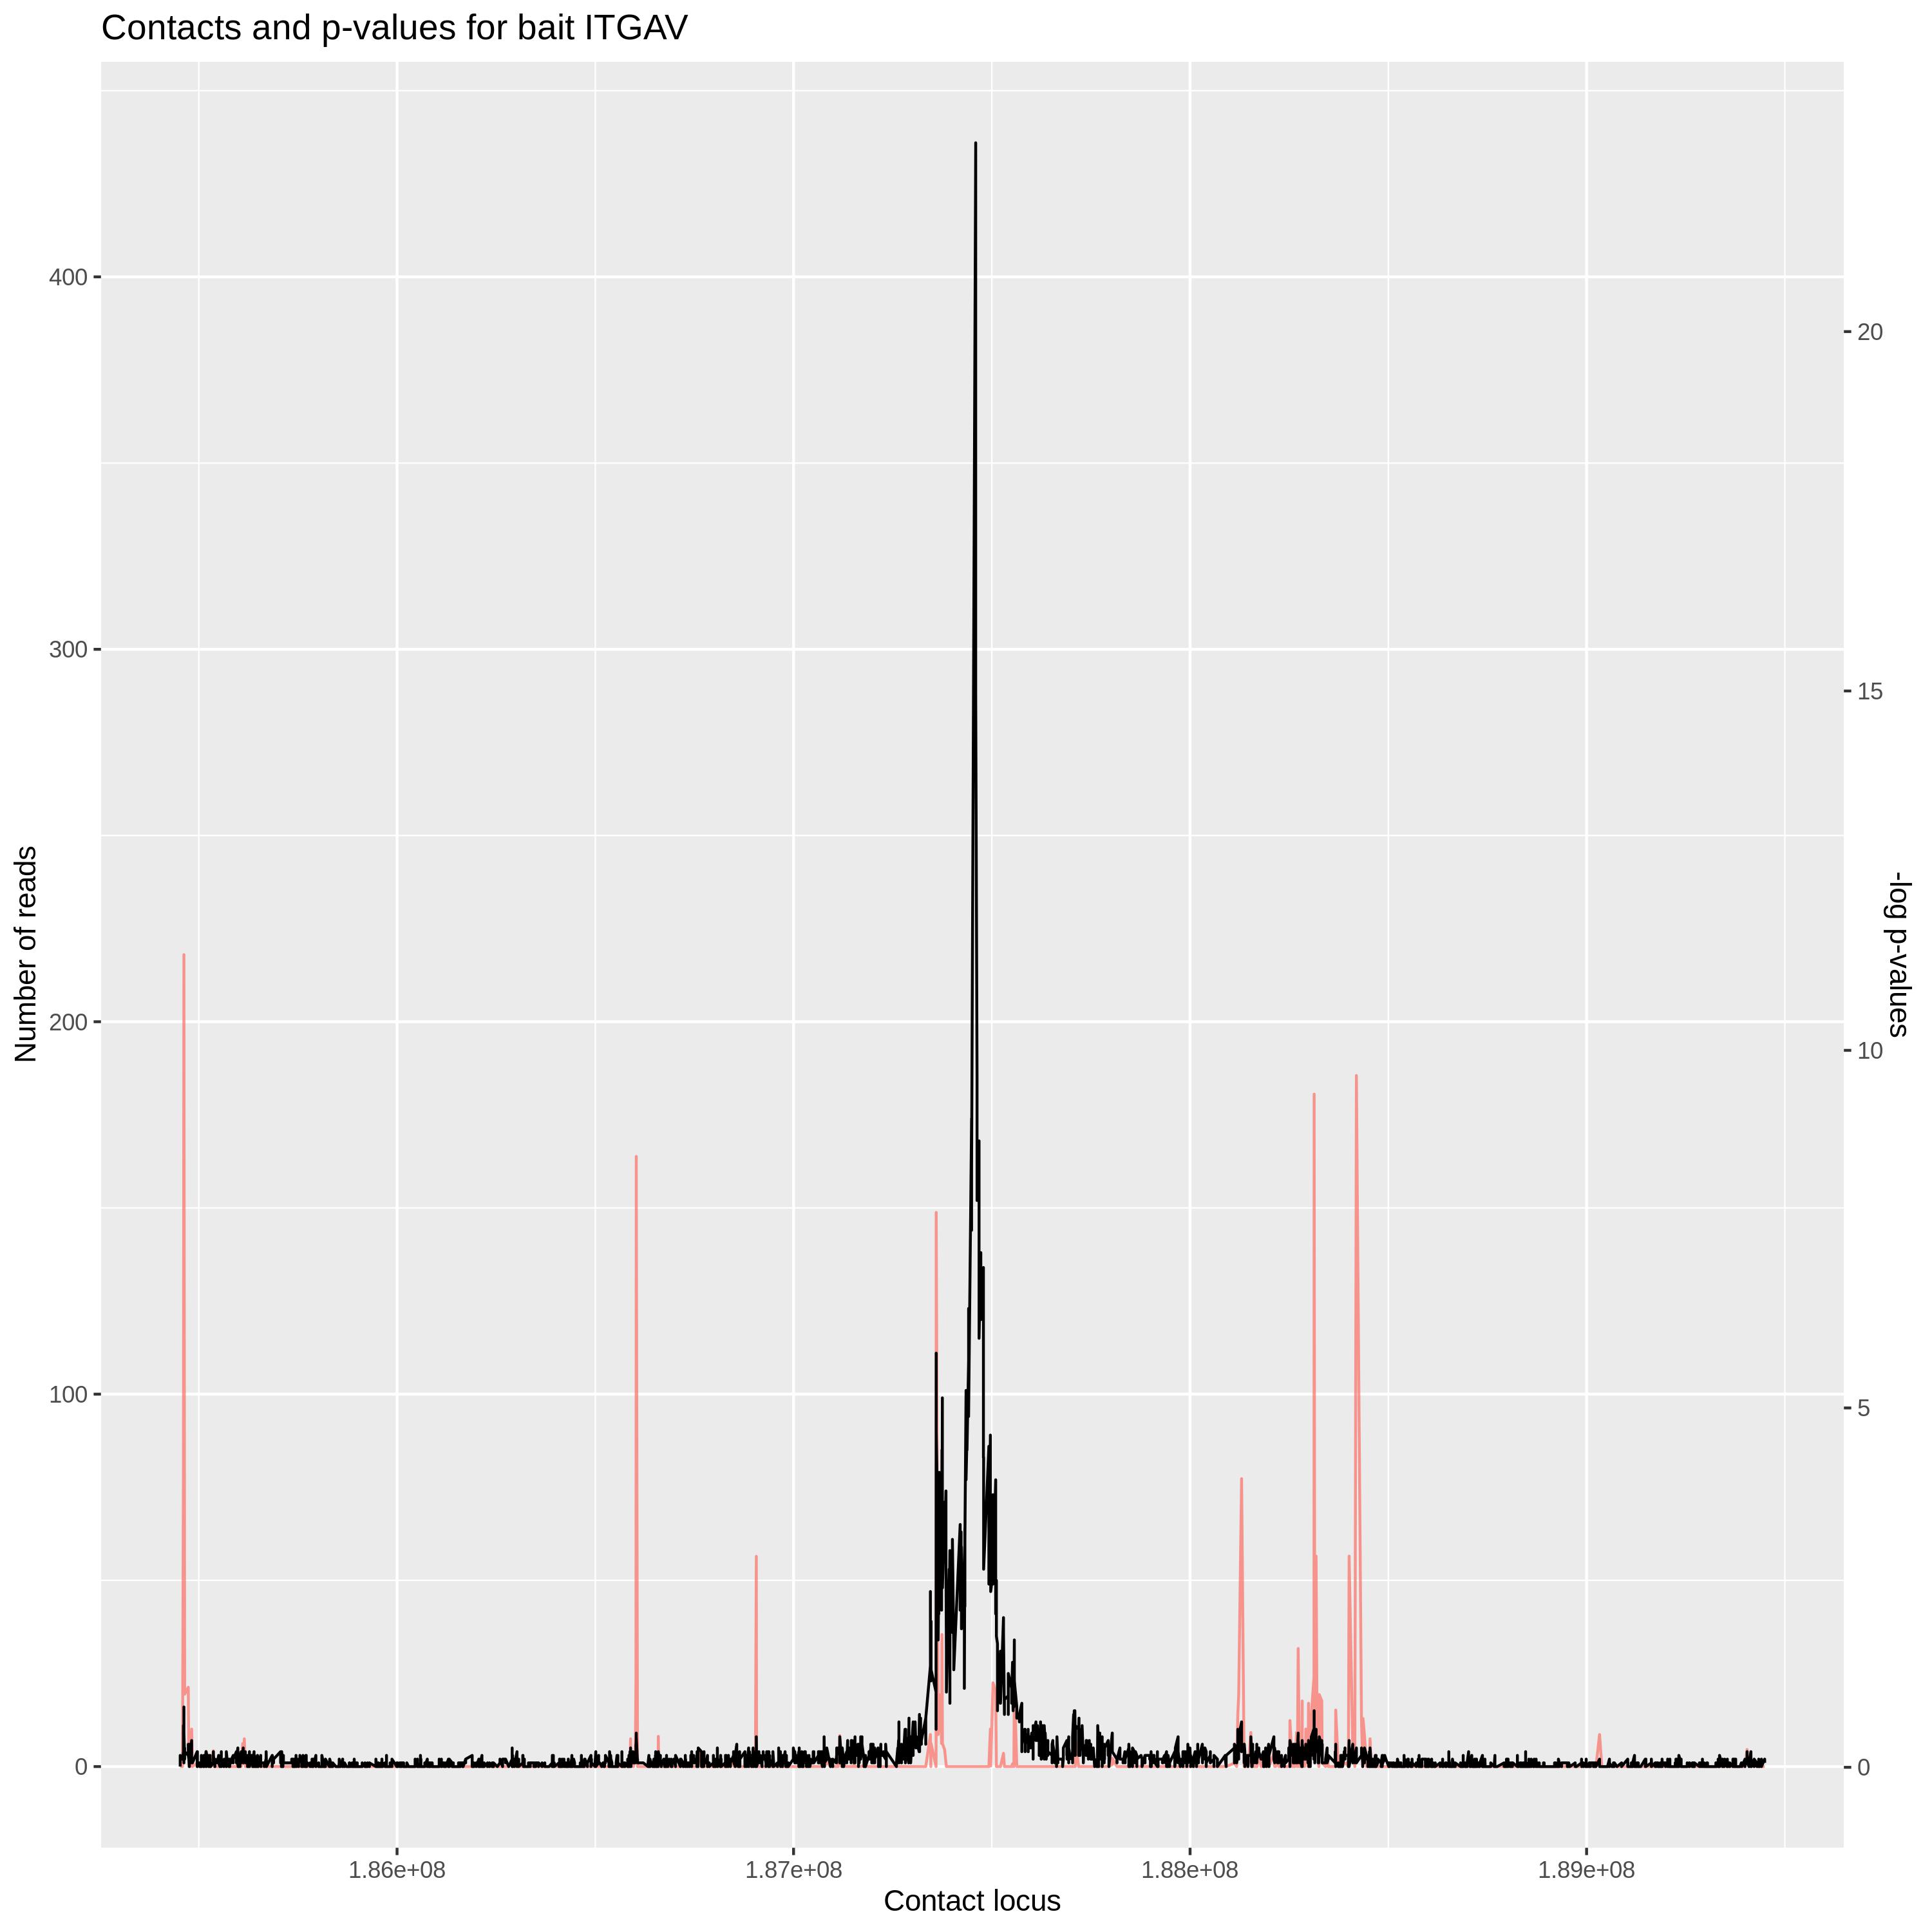 Contacts and p-values for bait ITGAV
400
300
200
100
0
Number of reads
20
15
10
5
0
-log p-values
1.86e+08
1.87e+08
1.88e+08
1.89e+08
Contact locus